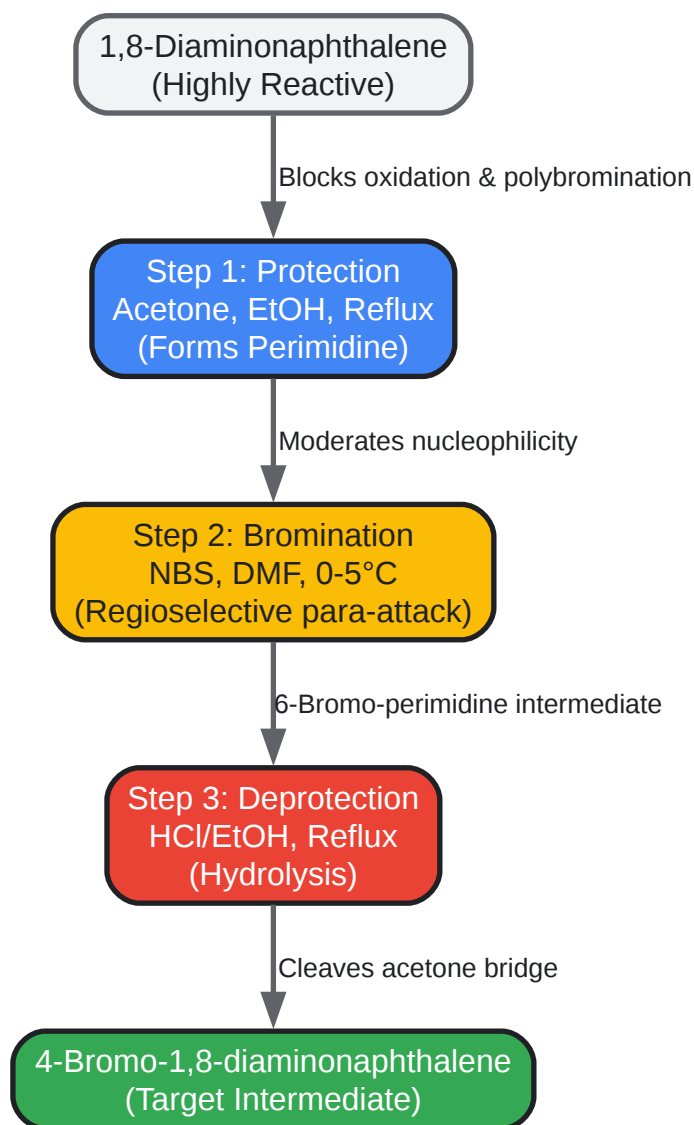 1,8-Diaminonaphthalene
(Highly Reactive)
Blocks oxidation & polybromination
Step 1: Protection
Acetone, EtOH, Reflux
(Forms Perimidine)
Moderates nucleophilicity
Step 2: Bromination
NBS, DMF, 0-5°C
(Regioselective para-attack)
6-Bromo-perimidine intermediate
Step 3: Deprotection
HCl/EtOH, Reflux
(Hydrolysis)
Cleaves acetone bridge
4-Bromo-1,8-diaminonaphthalene
(Target Intermediate)